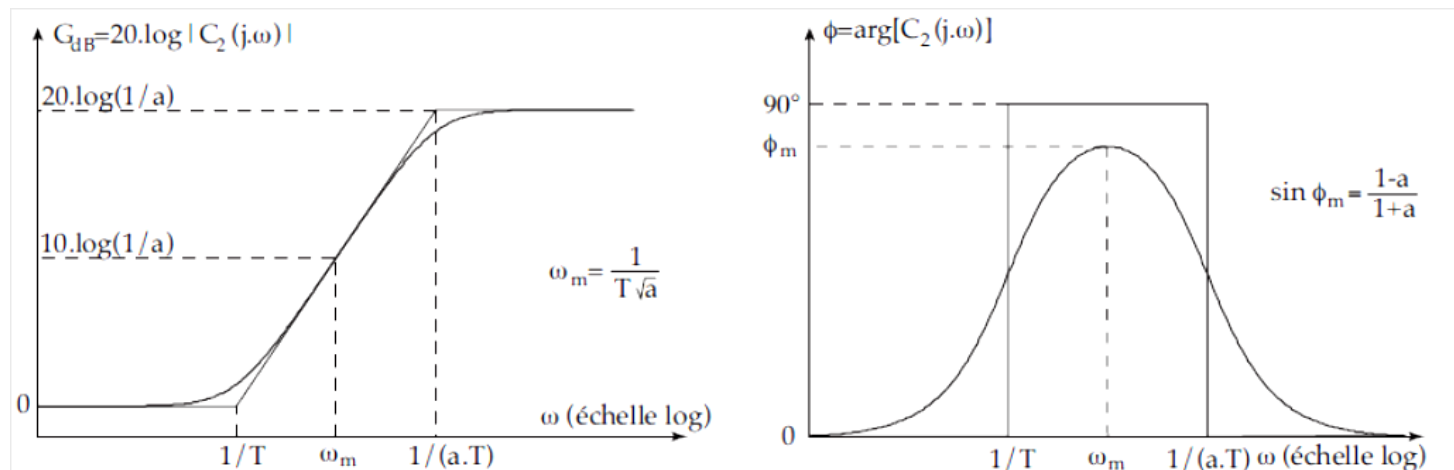 G_dB=20.log|C_2(j.ω)|
20.log(1/a)
10.log(1/a)
ω_m= 1/(T√a)
0
ω (échelle log)
1/T
ω_m
1/(a.T)
ϕ=arg[C_2(j.ω)]
90°
ϕ_m
sin ϕ_m = (1-a)/(1+a)
0
1/T
ω_m
1/(a.T)
ω (échelle log)